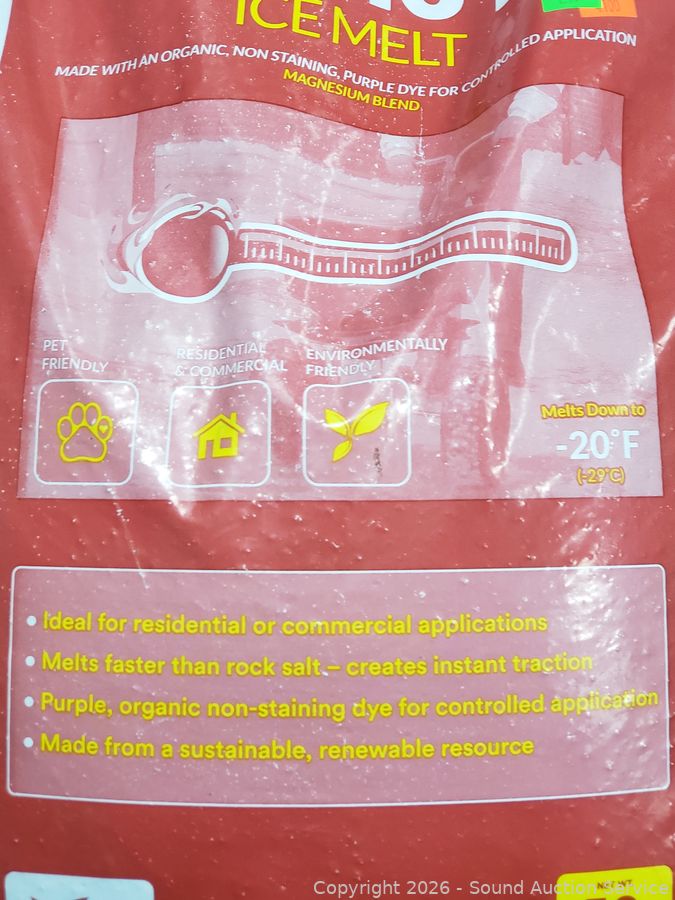 ICE MELT
MADE WITH AN ORGANIC, NON STAINING, PURPLE DYE FOR CONTROLLED APPLICATION
MAGNESIUM BLEND
PET
FRIENDLY
RESIDENTIAL
& COMMERCIAL
ENVIRONMENTALLY
FRIENDLY
Melts Down to
-20°F
(-29°C)
• Ideal for residential or commercial applications
• Melts faster than rock salt – creates instant traction
• Purple, organic non-staining dye for controlled application
• Made from a sustainable, renewable resource
NET WT
Copyright 2026 - Sound Auction Service